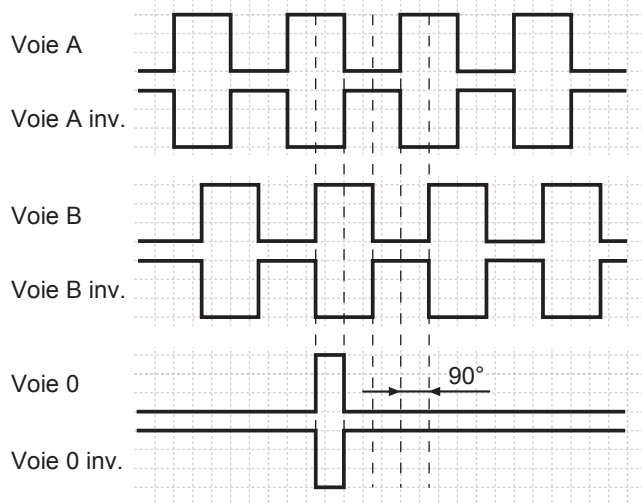 Voie A
Voie A inv.
Voie B
Voie B inv.
Voie 0
90°
Voie 0 inv.